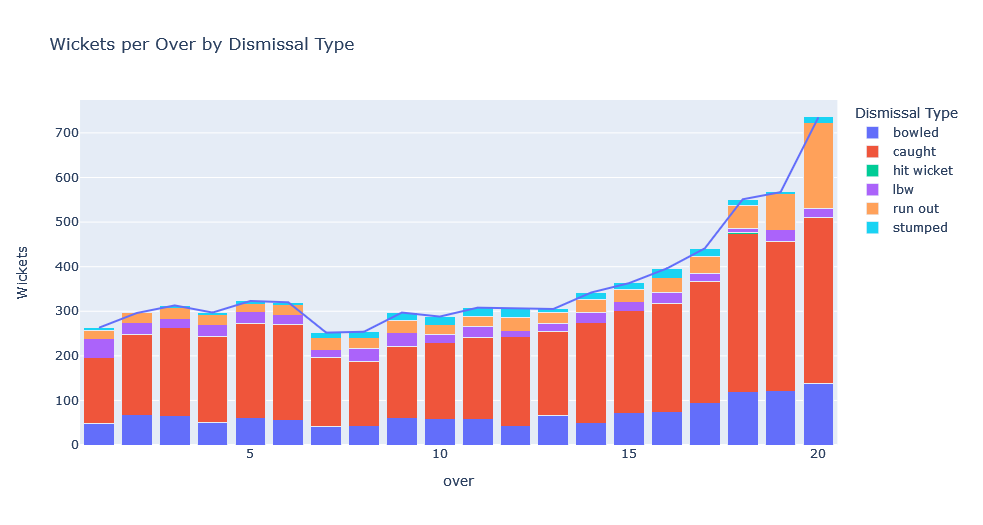 Wickets per Over by Dismissal Type
Dismissal Type
bowled
caught
hit wicket
lbw
run out
stumped
Wickets
700
600
500
400
300
200
100
0
5
10
15
20
over